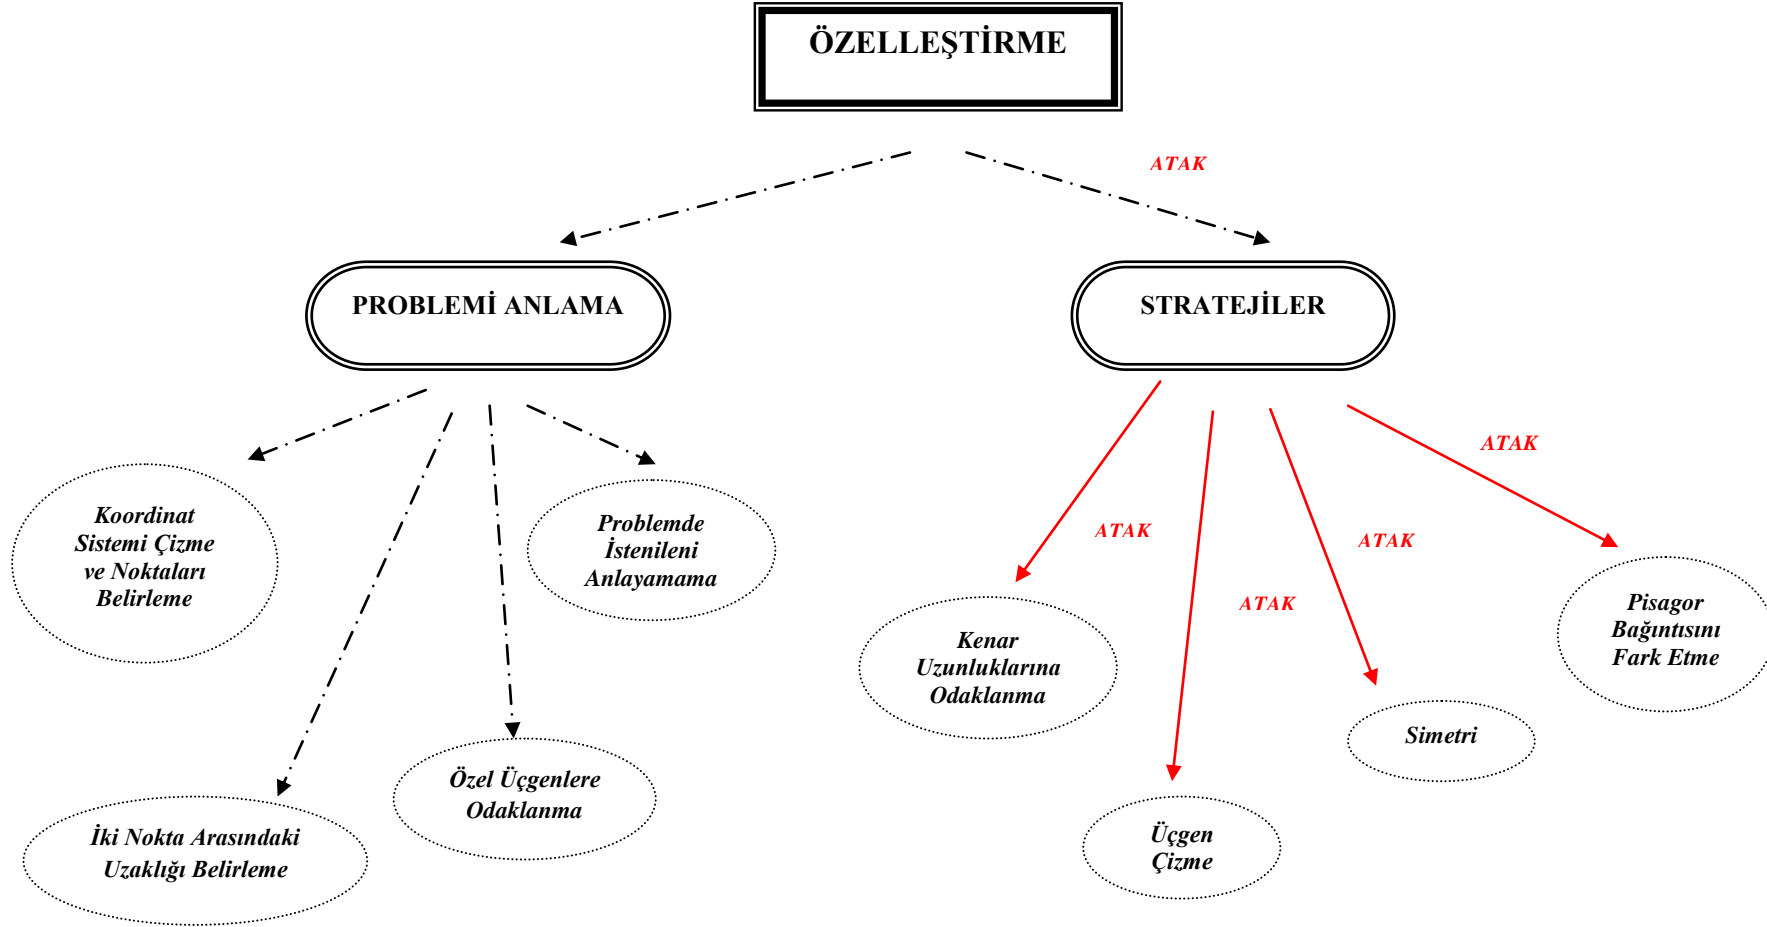 ÖZELLEŞTİRME
ATAK
PROBLEMİ ANLAMA
STRATEJİLER
ATAK
Koordinat
Sistemi Çizme
ve Noktaları
Belirleme
Problemde
İstenileni
Anlayamama
ATAK
ATAK
ATAK
Kenar
Uzunluklarına
Odaklanma
Pisagor
Bağıntısını
Fark Etme
Simetri
Özel Üçgenlere
Odaklanma
İki Nokta Arasındaki
Uzaklığı Belirleme
Üçgen
Çizme